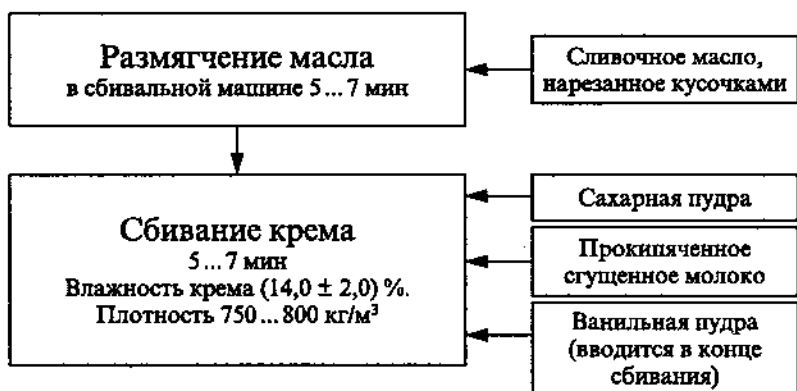 Размягчение масла
в сбивальной машине 5 ... 7 мин
Сливочное масло,
нарезанное кусочками
Сбивание крема
5 ... 7 мин
Влажность крема (14,0 ± 2,0) %.
Плотность 750 ... 800 кг/м³
Сахарная пудра
Прокипяченное
сгущенное молоко
Ванильная пудра
(вводится в конце
сбивания)